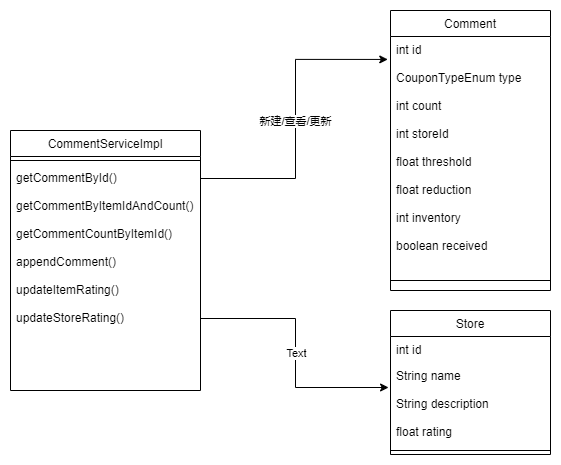 Comment
int id
CouponTypeEnum type
int count
int storeId
float threshold
float reduction
int inventory
boolean received
新建/查看/更新
CommentServiceImpl
getCommentById()
getCommentByItemIdAndCount()
getCommentCountByItemId()
appendComment()
updateItemRating()
updateStoreRating()
Text
Store
int id
String name
String description
float rating